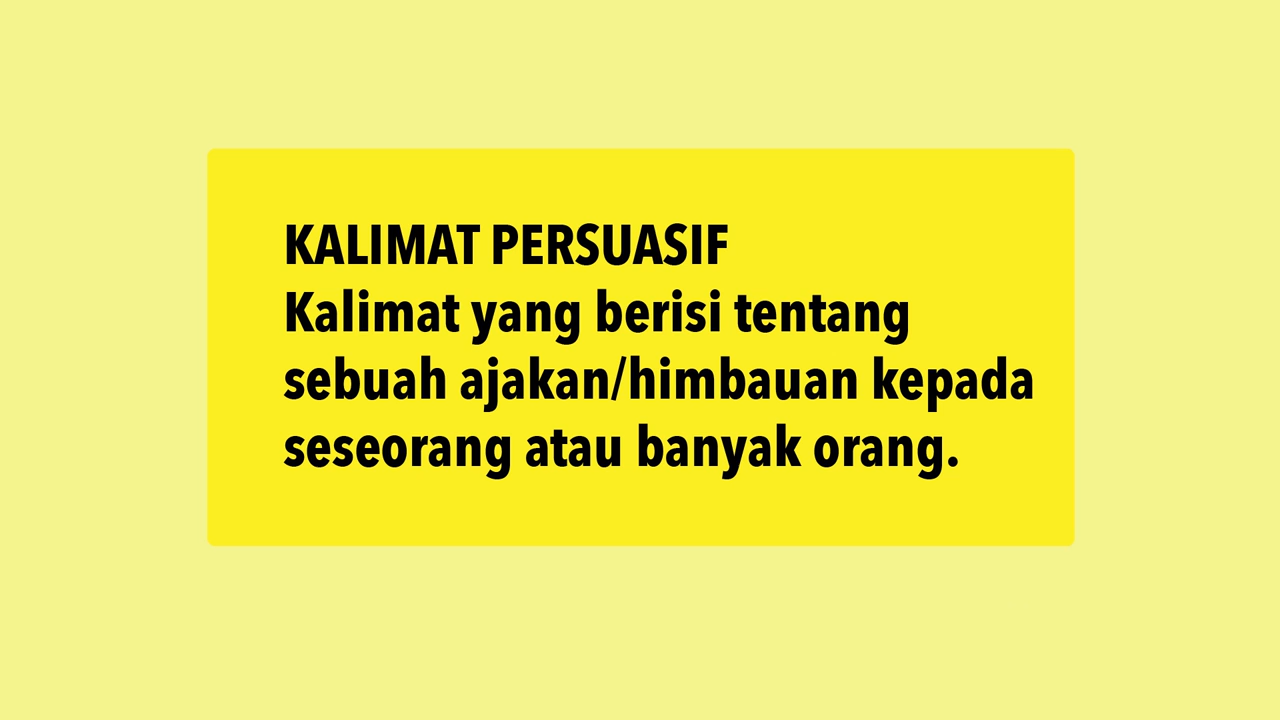 KALIMAT PERSUASIF
Kalimat yang berisi tentang
sebuah ajakan/himbauan kepada
seseorang atau banyak orang.